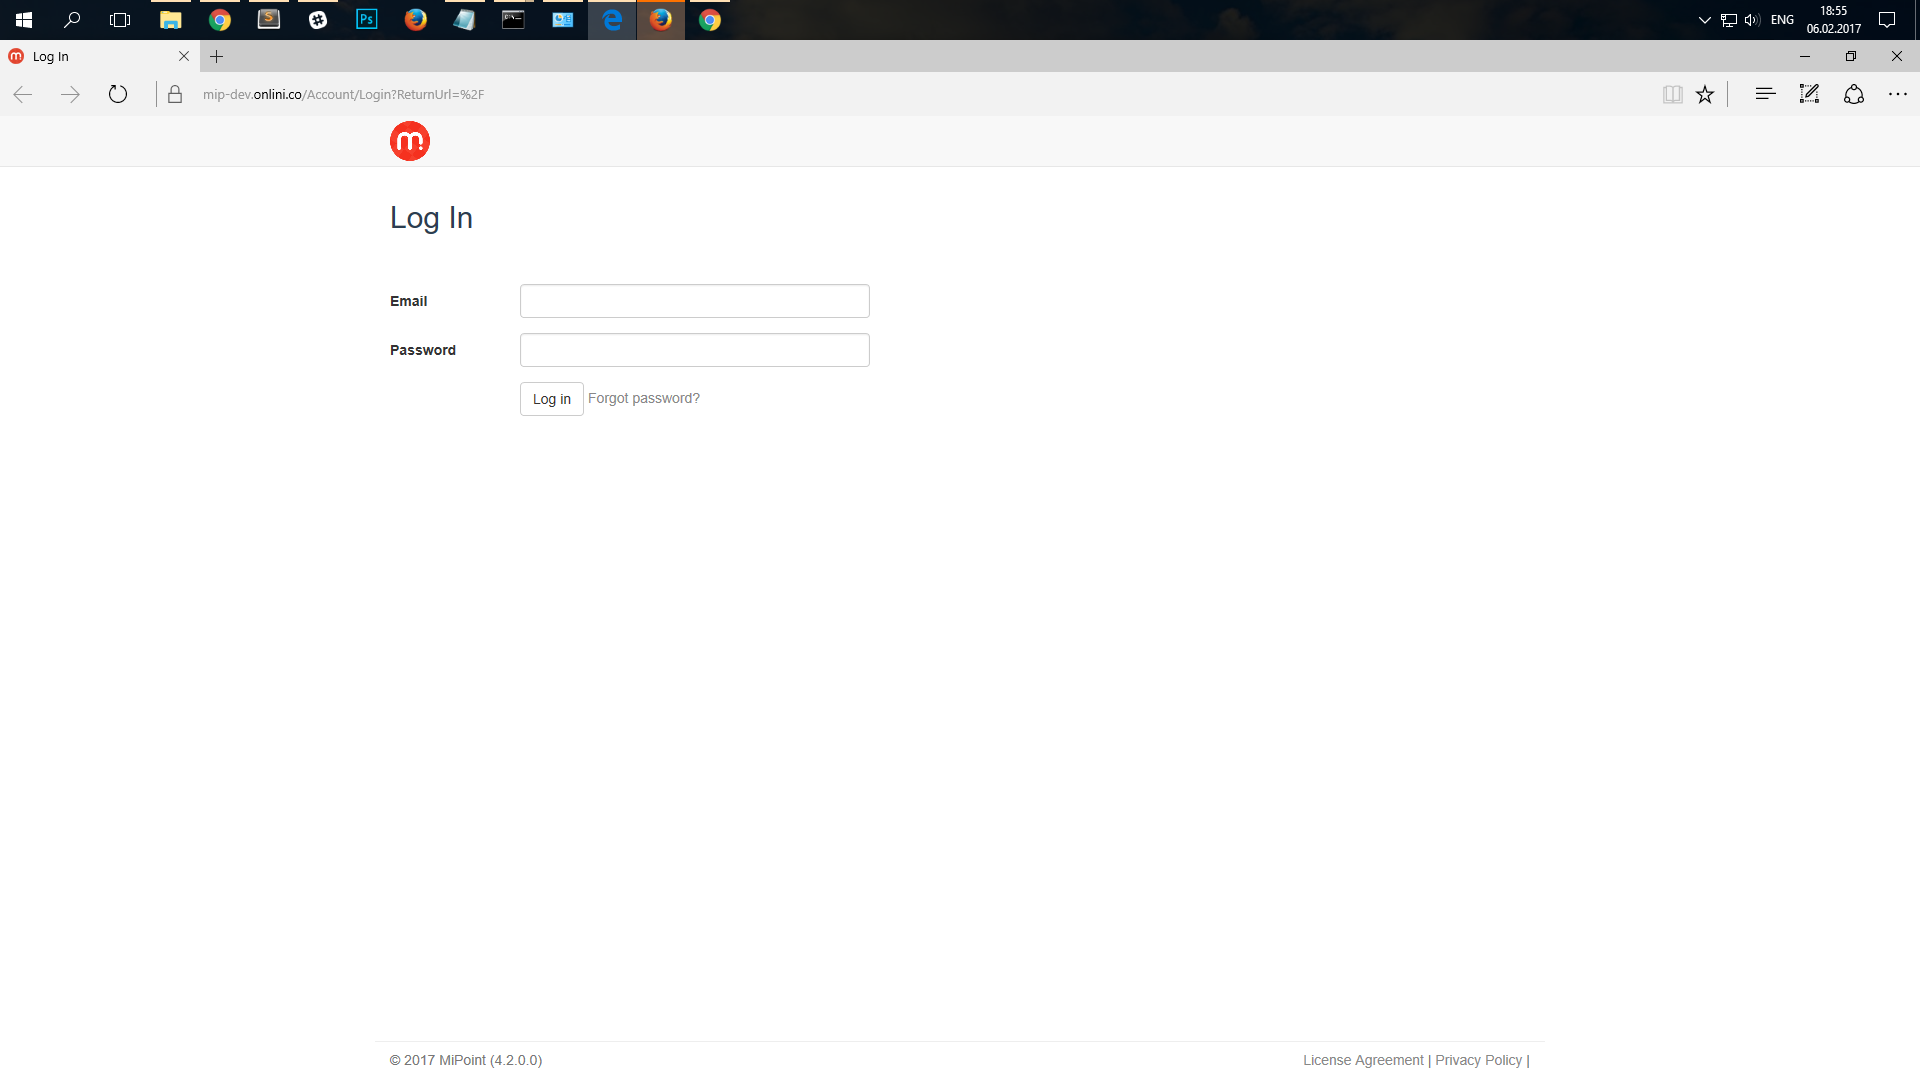 18:55
ENG
06.02.2017
Log In
mip-dev.onlini.co/Account/Login?ReturnUrl=%2F
m
Log In
Email
Password
Log in Forgot password?
© 2017 MiPoint (4.2.0.0)
License Agreement | Privacy Policy |